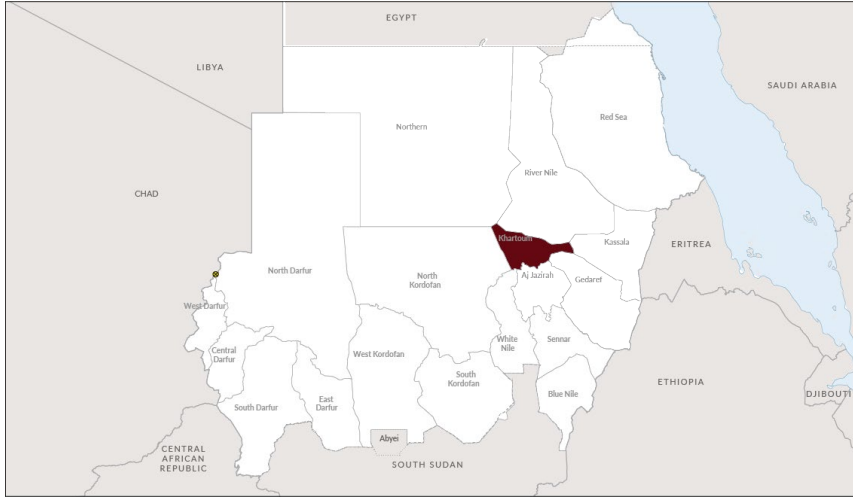 EGYPT
LIBYA
SAUDI ARABIA
Red Sea
Northern
River Nile
CHAD
Khartoum
Kassala
ERITREA
North Darfur
North
Kordofan
Aj Jazirah
Gedaref
West Darfur
White
Nile
Sennar
Central
Darfur
West Kordofan
South
Kordofan
ETHIOPIA
DJIBOUTI
Blue Nile
South Darfur
East
Darfur
Abyei
CENTRAL
AFRICAN
REPUBLIC
SOUTH SUDAN